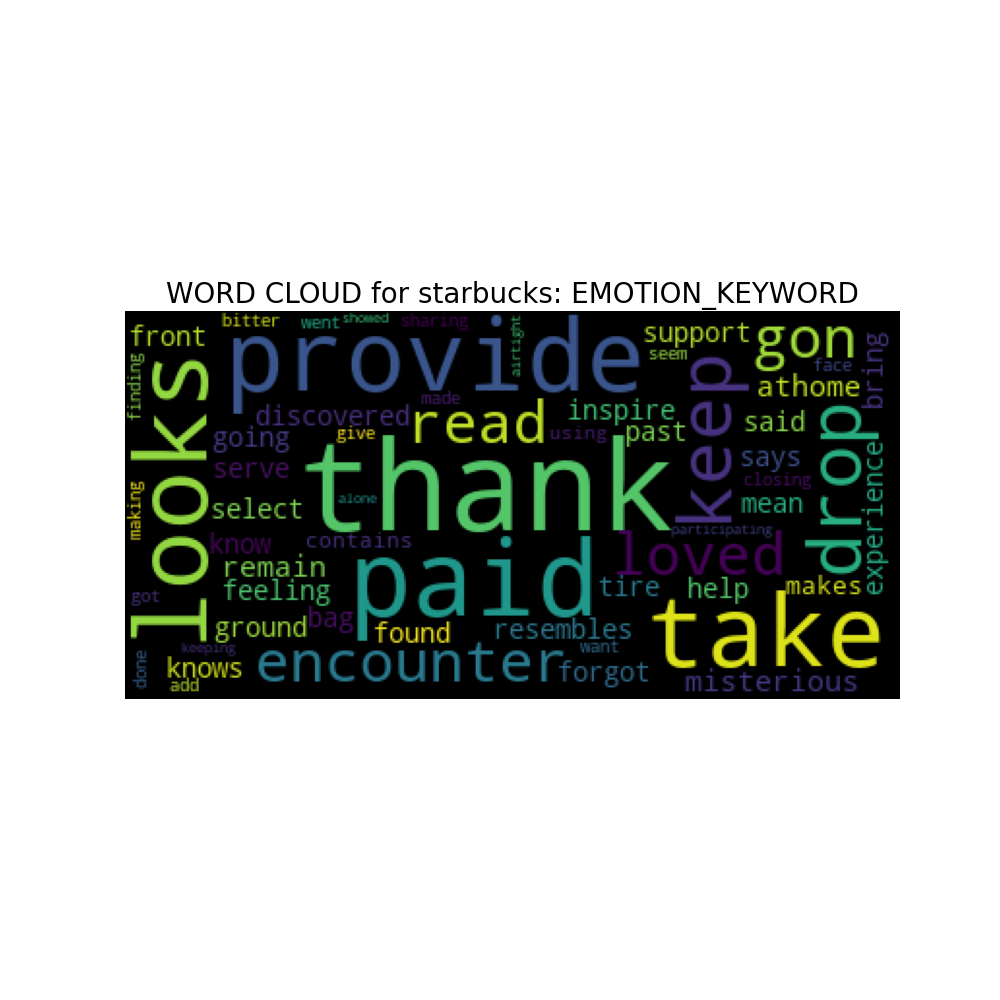 WORD CLOUD for starbucks: EMOTION_KEYWORD
front
bitter
went
showed
sharing
airtight
support
gon
bring
finding
looks
provide
seem
keep
face
athome
discovered
made
read
inspire
drop
said
going
give
using
past
experience
serve
thank
says
closing
making
select
alone
mean
know
contains
participating
remain
paid
loved
feeling
tire
help
makes
got
bag
take
ground
found
resembles
keeping
want
done
knows
encounter
forgot
add
misterious